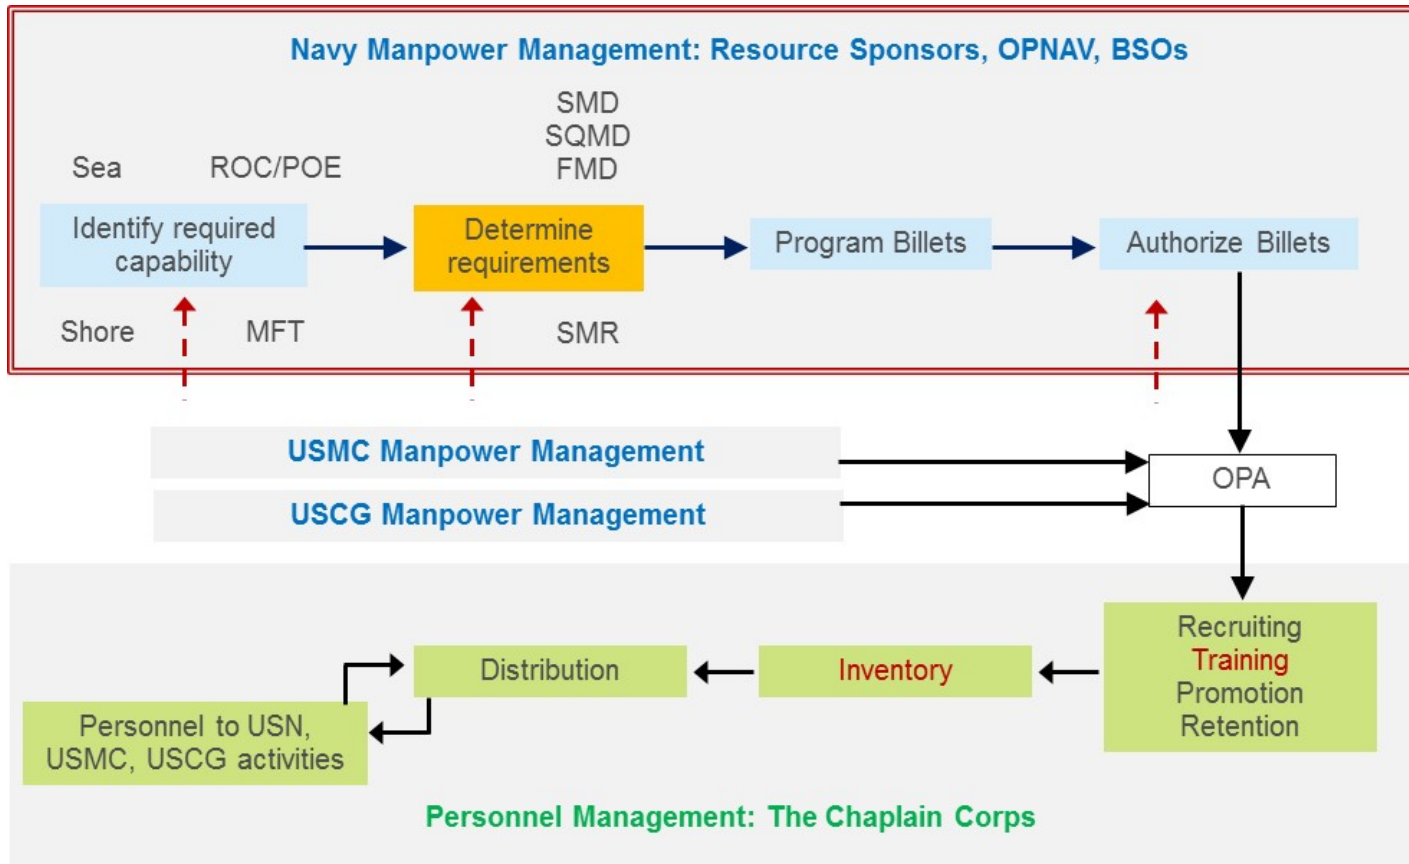 Navy Manpower Management: Resource Sponsors, OPNAV, BSOs
SMD
SQMD
FMD
Sea
ROC/POE
Identify required
capability
Determine
requirements
Program Billets
Authorize Billets
Shore
MFT
SMR
USMC Manpower Management
USCG Manpower Management
OPA
Recruiting
Training
Promotion
Retention
Inventory
Distribution
Personnel to USN,
USMC, USCG activities
Personnel Management: The Chaplain Corps